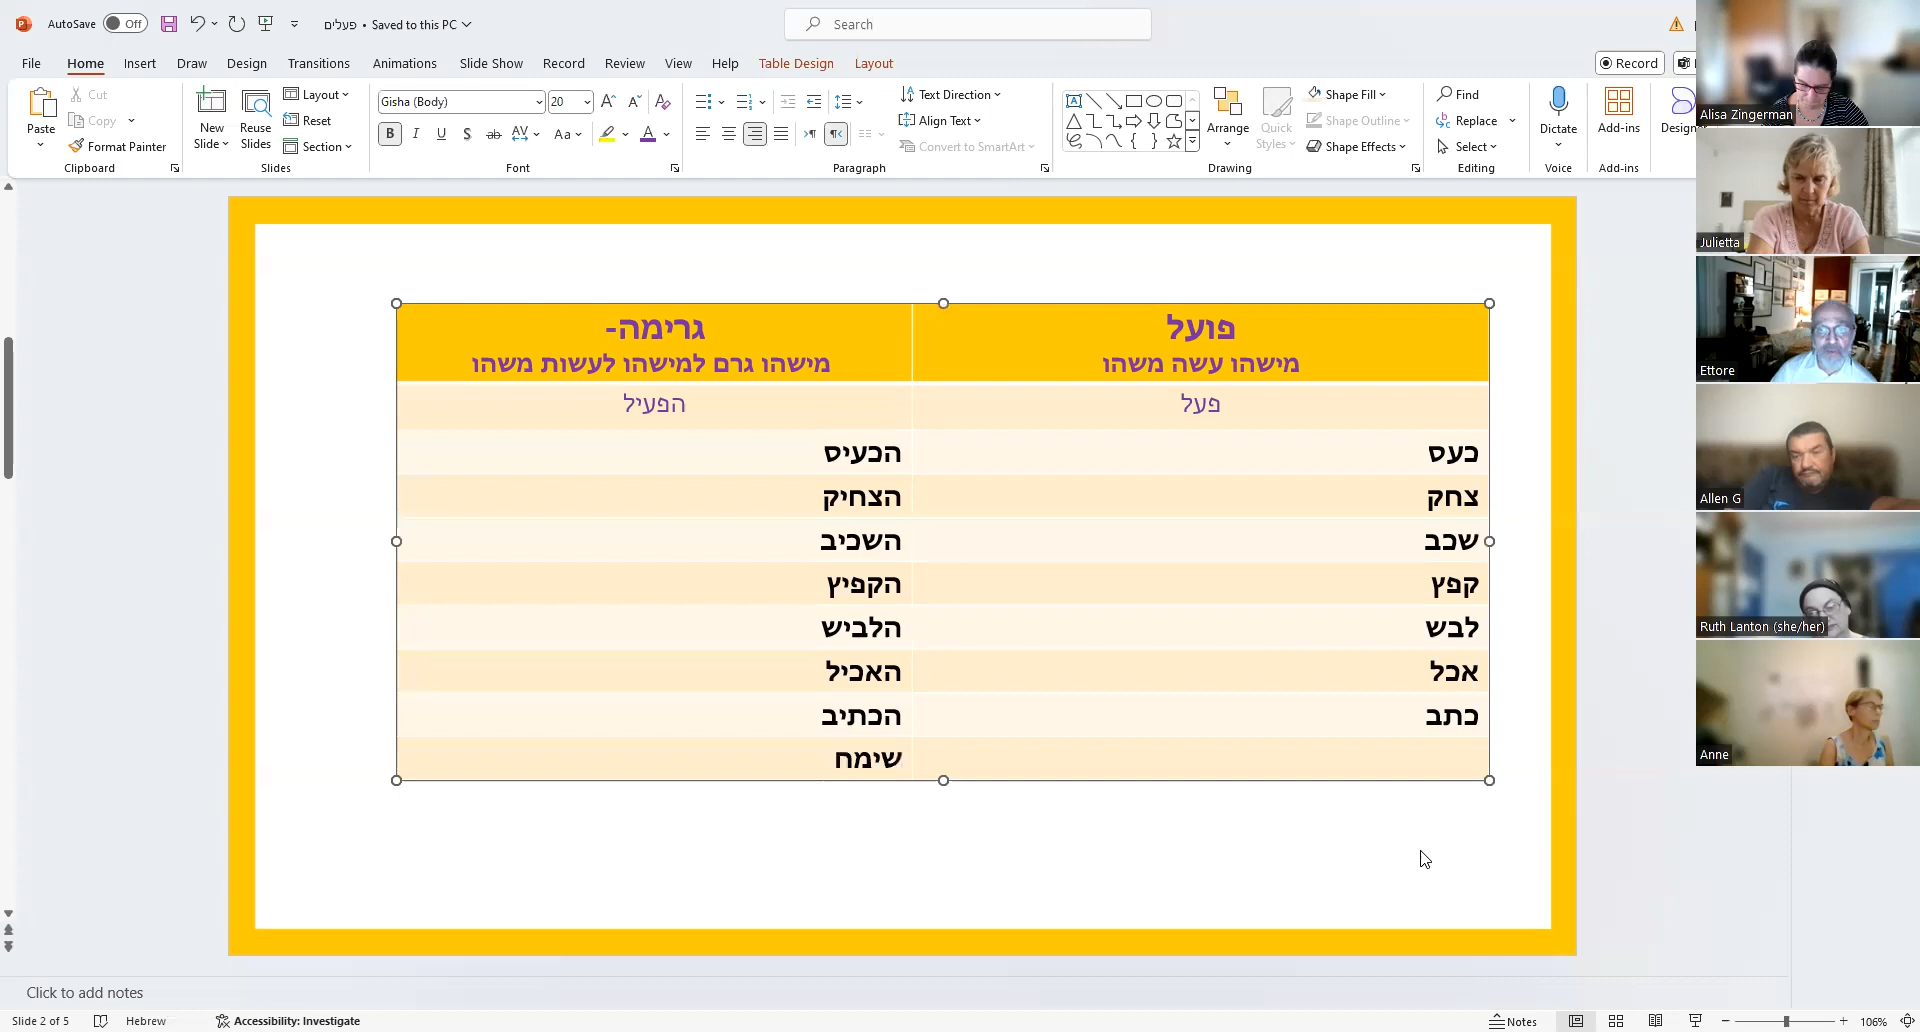 AutoSave Off פעלים • Saved to this PC Search
File Home Insert Draw Design Transitions Animations Slide Show Record Review View Help Table Design Layout Record
Paste Cut Copy Format Painter Clipboard
New Slide Reuse Slides Layout Reset Section Slides
Gisha (Body) 20 Font
Text Direction Align Text Convert to SmartArt Paragraph
Arrange Quick Styles Shape Fill Shape Outline Shape Effects Drawing
Find Replace Select Editing
Dictate Voice
Add-ins Add-ins
פועל גרימה-
מישהו עשה משהו מישהו גרם למישהו לעשות משהו
פעל הפעיל
כעס הכעיס
צחק הצחיק
שכב השכיב
קפץ הקפיץ
לבש הלביש
אכל האכיל
כתב הכתיב
שימח
Alisa Zingerman
Julietta
Ettore
Allen G
Ruth Lanton (she/her)
Anne
Click to add notes
Slide 2 of 5 Hebrew Accessibility: Investigate Notes 106%